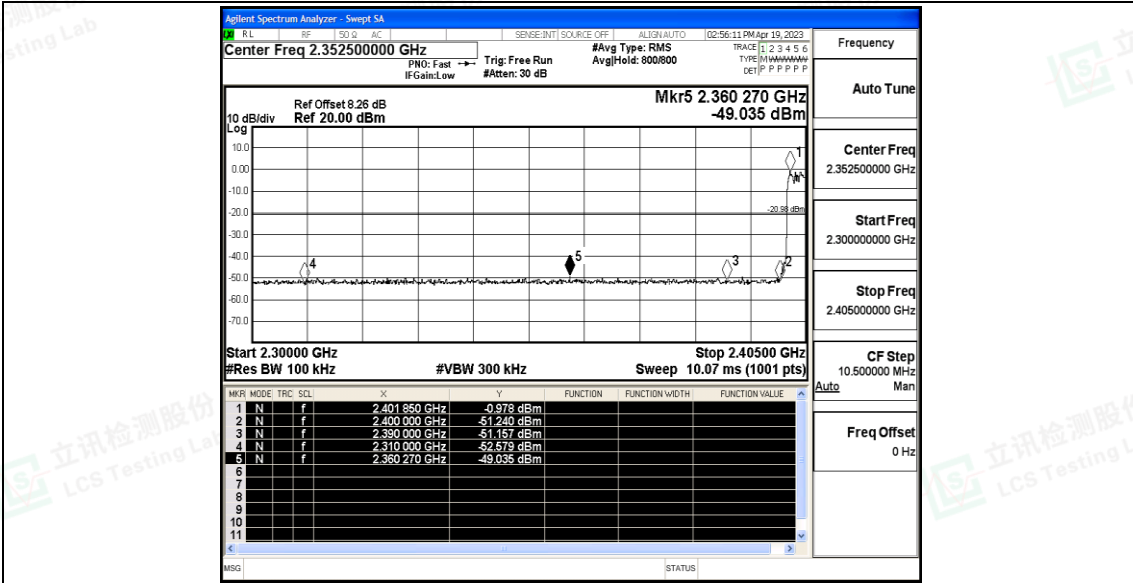 Agilent Spectrum Analyzer - Swept SA
RL RF 50 Ω AC SENSE:INT SOURCE OFF ALIGNAUTO 02:56:11 PM Apr 19, 2023
Center Freq 2.352500000 GHz
PNO: Fast
IFGain:Low
Trig: Free Run
#Atten: 30 dB
#Avg Type: RMS
Avg|Hold: 800/800
TRACE 1 2 3 4 5 6
TYPE M
DET P P P P P P
Ref Offset 8.26 dB
10 dB/div Ref 20.00 dBm
Log
Mkr5 2.360 270 GHz
-49.035 dBm
10.0
0.00
-10.0
-20.0
-30.0
-40.0
-50.0
-60.0
-70.0
1
-20.98 dBm
4
5
3
2
Start 2.30000 GHz Stop 2.40500 GHz
#Res BW 100 kHz #VBW 300 kHz Sweep 10.07 ms (1001 pts)
MKR MODE TRC SCL X Y FUNCTION FUNCTION WIDTH FUNCTION VALUE
1 N f 2.401 850 GHz -0.978 dBm
2 N f 2.400 000 GHz -51.240 dBm
3 N f 2.390 000 GHz -51.157 dBm
4 N f 2.310 000 GHz -52.579 dBm
5 N f 2.360 270 GHz -49.035 dBm
6
7
8
9
10
11
MSG STATUS
Frequency
Auto Tune
Center Freq
2.352500000 GHz
Start Freq
2.300000000 GHz
Stop Freq
2.405000000 GHz
CF Step
10.500000 MHz
Auto Man
Freq Offset
0 Hz
立讯检测股份
LCS Testing Lab
立讯检测股份
LCS Testing L
sting Lab